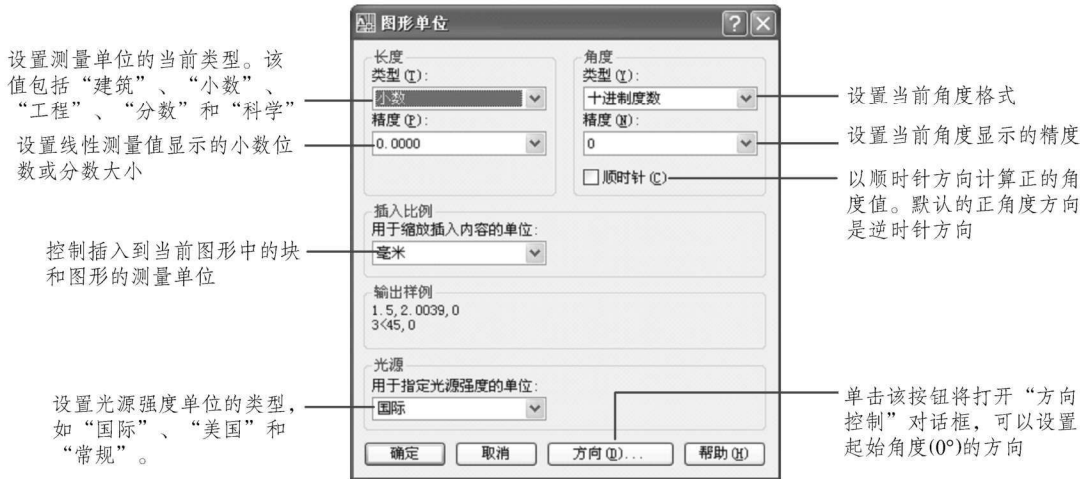 图形单位
设置测量单位的当前类型。该
值包括“建筑”、“小数”、
“工程”、“分数”和“科学”
设置线性测量值显示的小数位
数或分数大小
控制插入到当前图形中的块
和图形的测量单位
设置光源强度单位的类型，
如“国际”、“美国”和
“常规”。
长度
类型(T):
小数
精度(P):
0.0000
角度
类型(Y):
十进制度数
精度(N):
0
顺时针(C)
插入比例
用于缩放插入内容的单位:
毫米
输出样例
1.5,2.0039,0
3<45,0
光源
用于指定光源强度的单位:
国际
确定
取消
方向(D)...
帮助(H)
设置当前角度格式
设置当前角度显示的精度
以顺时针方向计算正的角
度值。默认的正角度方向
是逆时针方向
单击该按钮将打开“方向
控制”对话框，可以设置
起始角度(0°)的方向